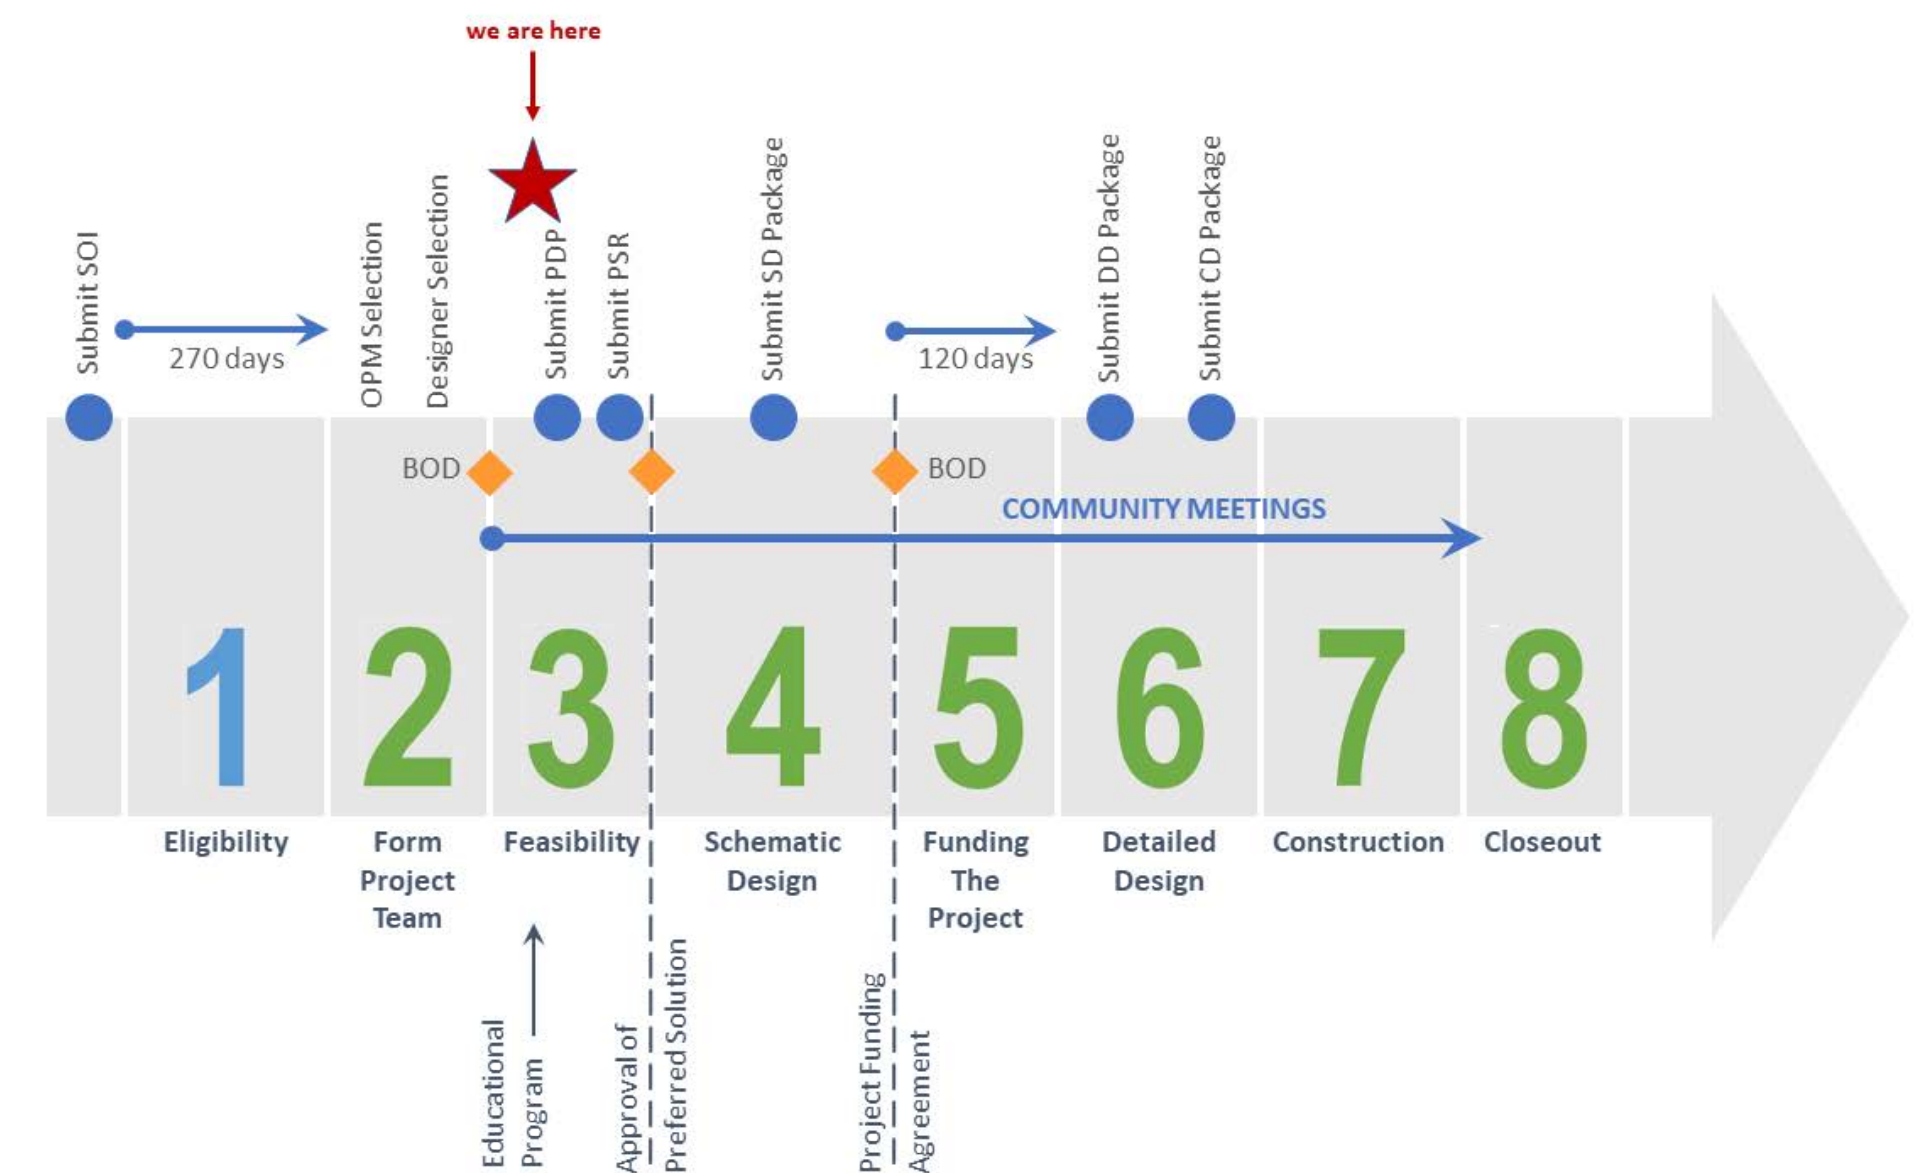 we are here
Submit SOI
270 days
OPM Selection
Designer Selection
Submit PDP
Submit PSR
Submit SD Package
120 days
Submit DD Package
Submit CD Package
BOD
BOD
COMMUNITY MEETINGS
1
2
3
4
5
6
7
8
Eligibility
Form
Project
Team
Feasibility
Schematic
Design
Funding
The
Project
Detailed
Design
Construction
Closeout
Educational
Program
Approval of
Preferred Solution
Project Funding
Agreement